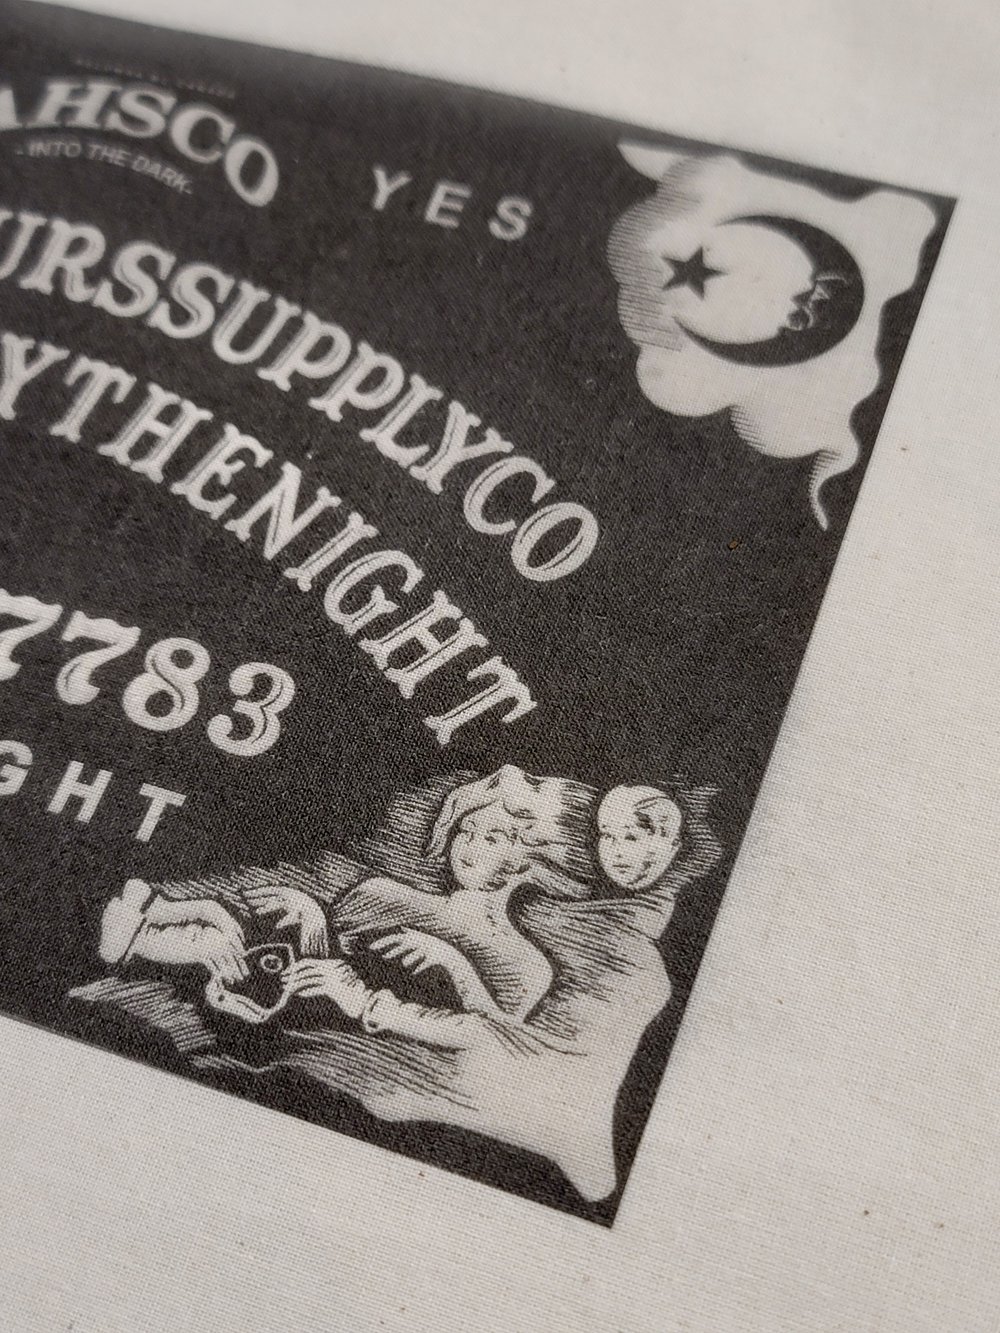 AHSCO
-INTO THE DARK-
YES
URSSUPPLYCO
YTHENIGHT
7783
GHT